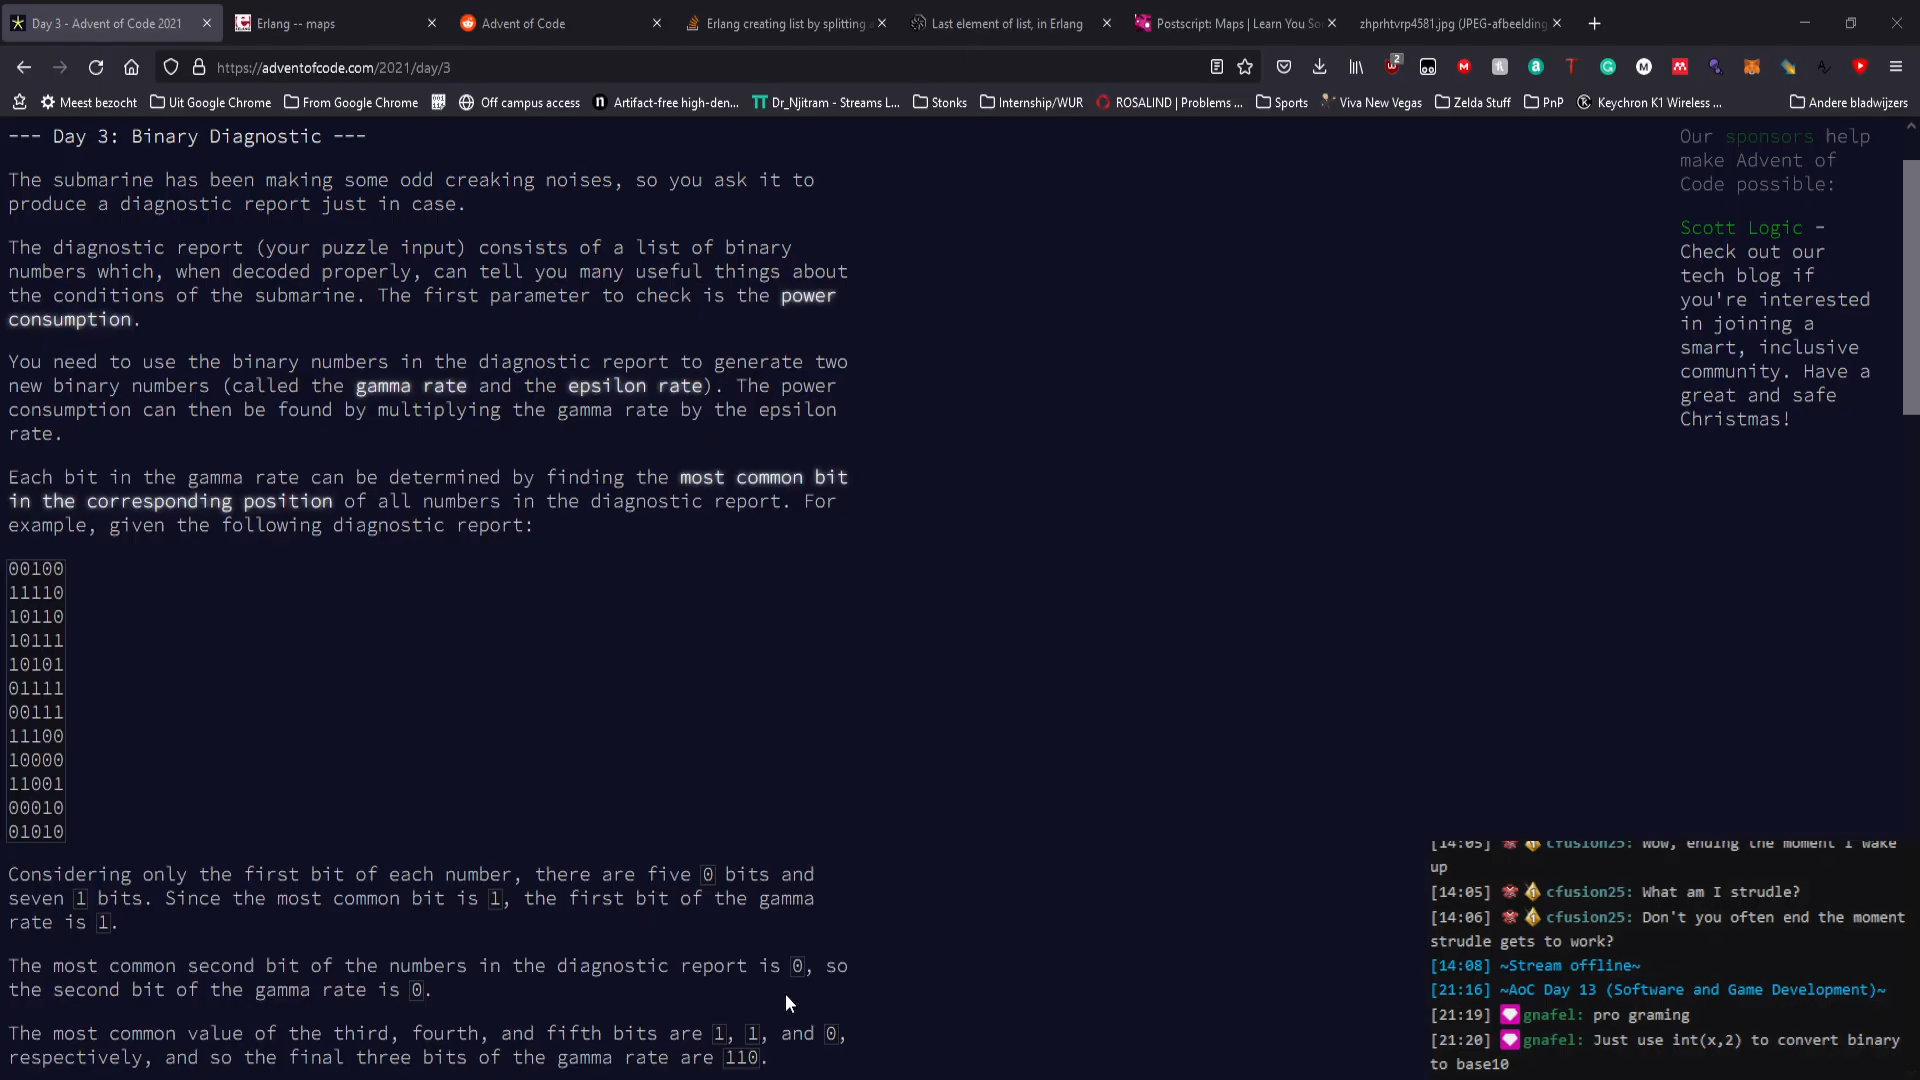 Day 3 - Advent of Code 2021
Erlang -- maps
Advent of Code
Erlang creating list by splitting
Last element of list, in Erlang
Postscript: Maps | Learn You So
zhprhtvrp4581.jpg (JPEG-afbeelding
https://adventofcode.com/2021/day/3
2
Meest bezocht
Uit Google Chrome
From Google Chrome
Off campus access
Artifact-free high-den...
Dr_Njitram - Streams L...
Stonks
Internship/WUR
ROSALIND | Problems ...
Sports
Viva New Vegas
Zelda Stuff
PnP
Keychron K1 Wireless ...
Andere bladwijzers
--- Day 3: Binary Diagnostic ---
The submarine has been making some odd creaking noises, so you ask it to
produce a diagnostic report just in case.
The diagnostic report (your puzzle input) consists of a list of binary
numbers which, when decoded properly, can tell you many useful things about
the conditions of the submarine. The first parameter to check is the power
consumption.
You need to use the binary numbers in the diagnostic report to generate two
new binary numbers (called the gamma rate and the epsilon rate). The power
consumption can then be found by multiplying the gamma rate by the epsilon
rate.
Each bit in the gamma rate can be determined by finding the most common bit
in the corresponding position of all numbers in the diagnostic report. For
example, given the following diagnostic report:
00100
11110
10110
10111
10101
01111
00111
11100
10000
11001
00010
01010
Considering only the first bit of each number, there are five 0 bits and
seven 1 bits. Since the most common bit is 1, the first bit of the gamma
rate is 1.
The most common second bit of the numbers in the diagnostic report is 0, so
the second bit of the gamma rate is 0.
The most common value of the third, fourth, and fifth bits are 1, 1, and 0,
respectively, and so the final three bits of the gamma rate are 110.
Our sponsors help
make Advent of
Code possible:
Scott Logic -
Check out our
tech blog if
you're interested
in joining a
smart, inclusive
community. Have a
great and safe
Christmas!
[14:05] cfusion25: Wow, ending the moment I wake
up
[14:05] cfusion25: What am I strudle?
[14:06] cfusion25: Don't you often end the moment
strudle gets to work?
[14:08] ~Stream offline~
[21:16] ~AoC Day 13 (Software and Game Development)~
[21:19] gnafel: pro graming
[21:20] gnafel: Just use int(x,2) to convert binary
to base10